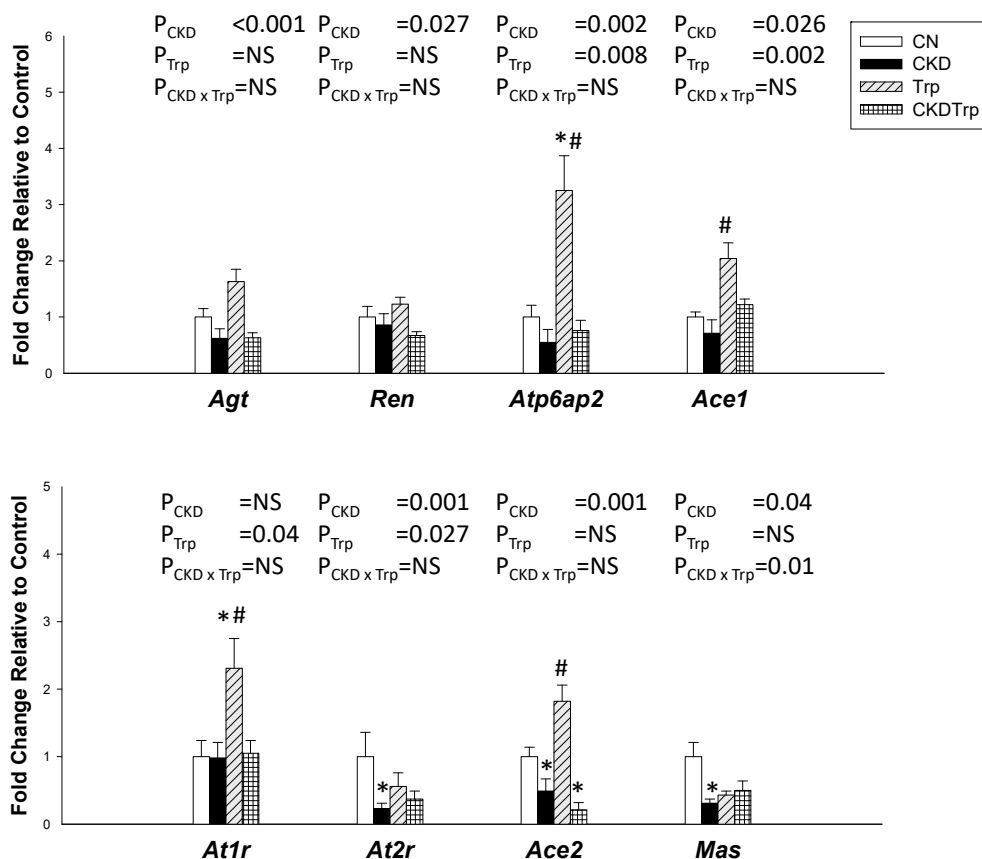 P_CKD <0.001 P_CKD =0.027 P_CKD =0.002 P_CKD =0.026
P_Trp =NS P_Trp =NS P_Trp =0.008 P_Trp =0.002
P_CKD x Trp=NS P_CKD x Trp=NS P_CKD x Trp=NS P_CKD x Trp=NS
CN
CKD
Trp
CKDTrp
Fold Change Relative to Control
6
5
4
3
2
1
0
*#
#
Agt Ren Atp6ap2 Ace1
P_CKD =NS P_CKD =0.001 P_CKD =0.001 P_CKD =0.04
P_Trp =0.04 P_Trp =0.027 P_Trp =NS P_Trp =NS
P_CKD x Trp=NS P_CKD x Trp=NS P_CKD x Trp=NS P_CKD x Trp=0.01
Fold Change Relative to Control
5
4
3
2
1
0
*#
#
* * * *
At1r At2r Ace2 Mas